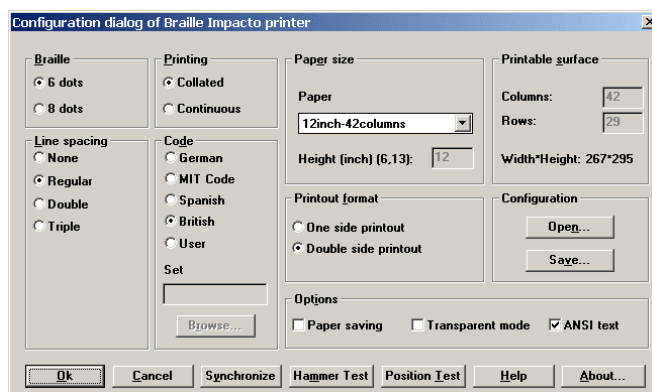 Configuration dialog of Braille Impacto printer
Braille
6 dots
8 dots
Printing
Collated
Continuous
Paper size
Paper
12inch-42columns
Height (inch) (6,13): 12
Printable surface
Columns: 42
Rows: 29
Width*Height: 267*295
Line spacing
None
Regular
Double
Triple
Code
German
MIT Code
Spanish
British
User
Set
Browse...
Printout format
One side printout
Double side printout
Configuration
Open...
Save...
Options
Paper saving Transparent mode ANSI text
Ok Cancel Synchronize Hammer Test Position Test Help About...